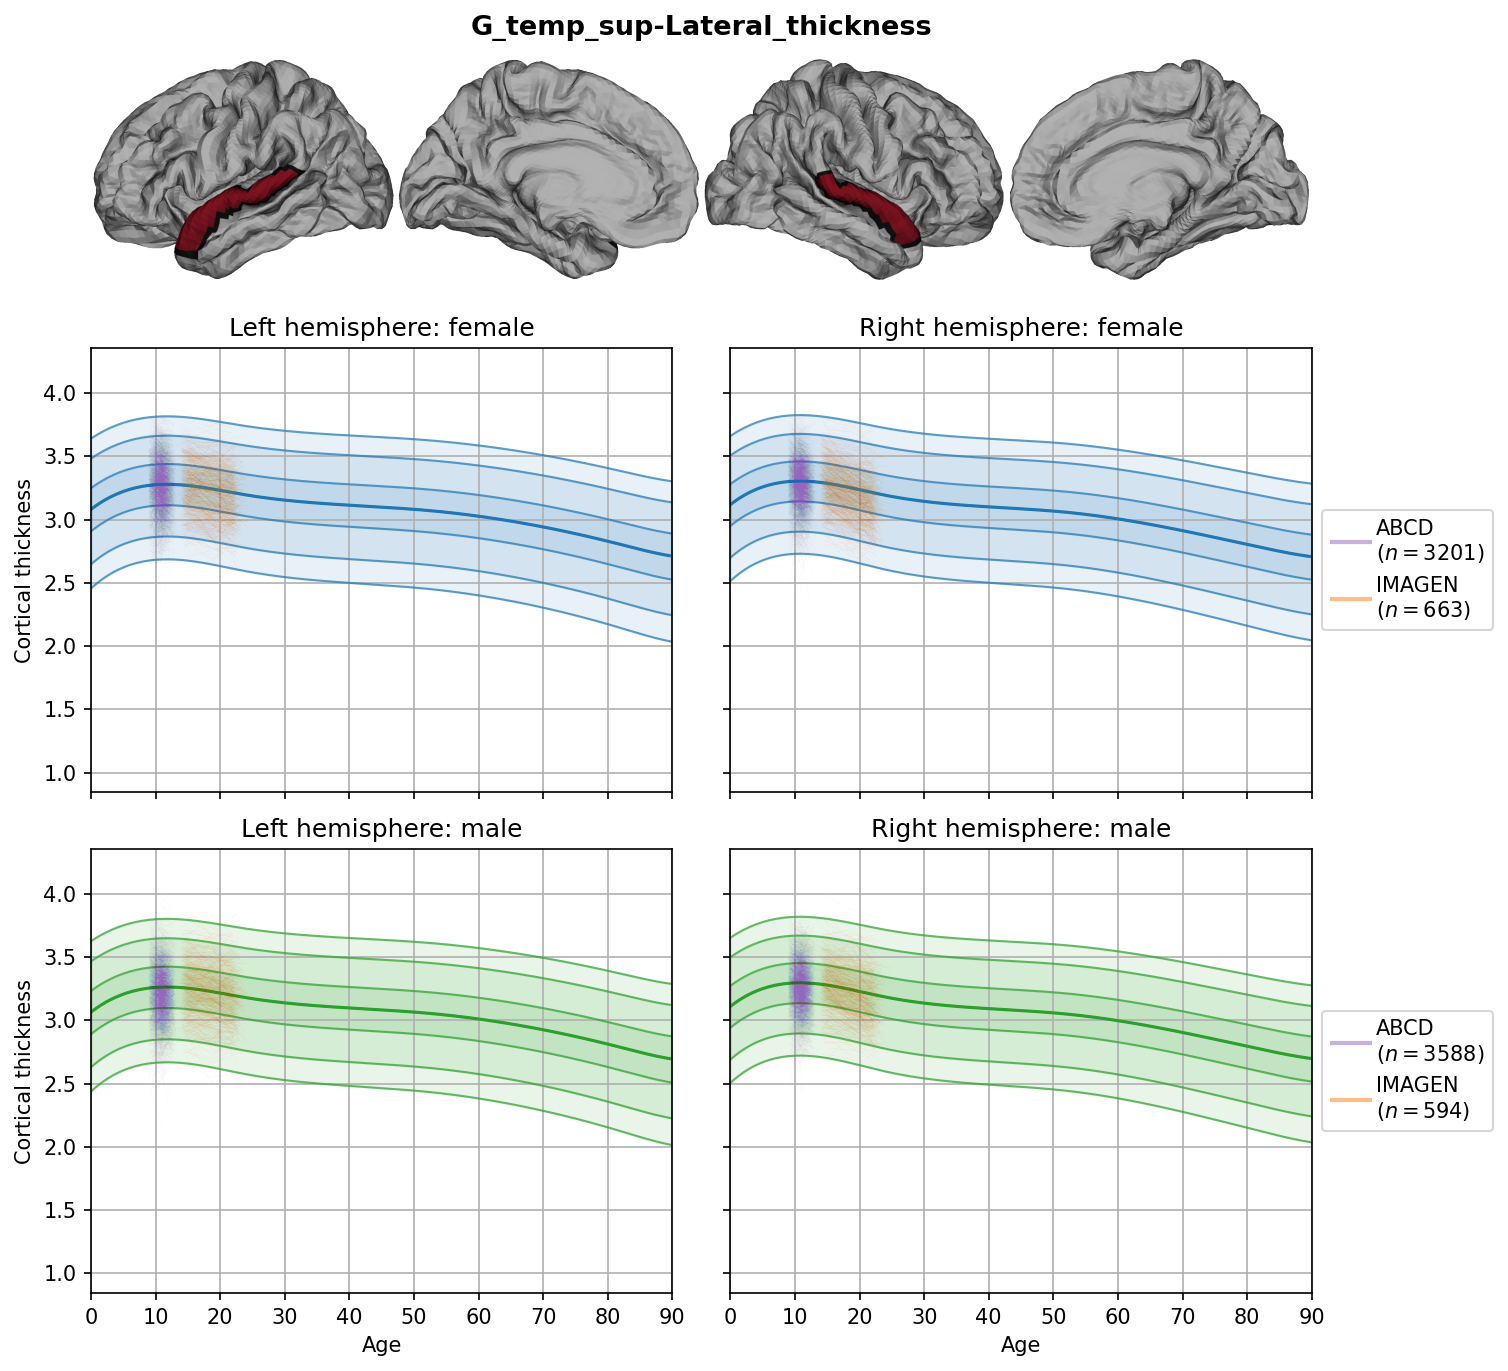 G_temp_sup-Lateral_thickness
Left hemisphere: female
Right hemisphere: female
Cortical thickness
4.0
3.5
3.0
2.5
2.0
1.5
1.0
ABCD
(n = 3201)
IMAGEN
(n = 663)
Left hemisphere: male
Right hemisphere: male
Cortical thickness
4.0
3.5
3.0
2.5
2.0
1.5
1.0
ABCD
(n = 3588)
IMAGEN
(n = 594)
0 10 20 30 40 50 60 70 80 90
0 10 20 30 40 50 60 70 80 90
Age
Age